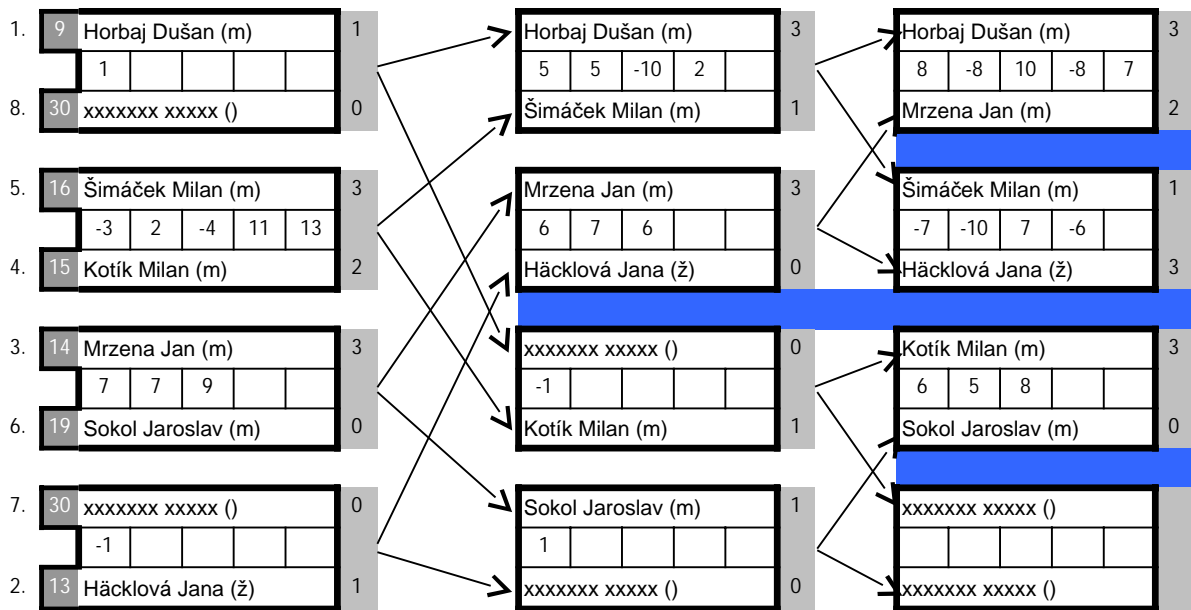 1. 9 Horbaj Dušan (m) 1
1
8. 30 xxxxxxx xxxxx () 0
5. 16 Šimáček Milan (m) 3
-3 2 -4 11 13
4. 15 Kotík Milan (m) 2
3. 14 Mrzena Jan (m) 3
7 7 9
6. 19 Sokol Jaroslav (m) 0
7. 30 xxxxxxx xxxxx () 0
-1
2. 13 Häcklová Jana (ž) 1
Horbaj Dušan (m) 3
5 5 -10 2
Šimáček Milan (m) 1
Mrzena Jan (m) 3
6 7 6
Häcklová Jana (ž) 0
xxxxxxx xxxxx () 0
-1
Kotík Milan (m) 1
Sokol Jaroslav (m) 1
1
xxxxxxx xxxxx () 0
Horbaj Dušan (m) 3
8 -8 10 -8 7
Mrzena Jan (m) 2
Šimáček Milan (m) 1
-7 -10 7 -6
Häcklová Jana (ž) 3
Kotík Milan (m) 3
6 5 8
Sokol Jaroslav (m) 0
xxxxxxx xxxxx ()
xxxxxxx xxxxx ()